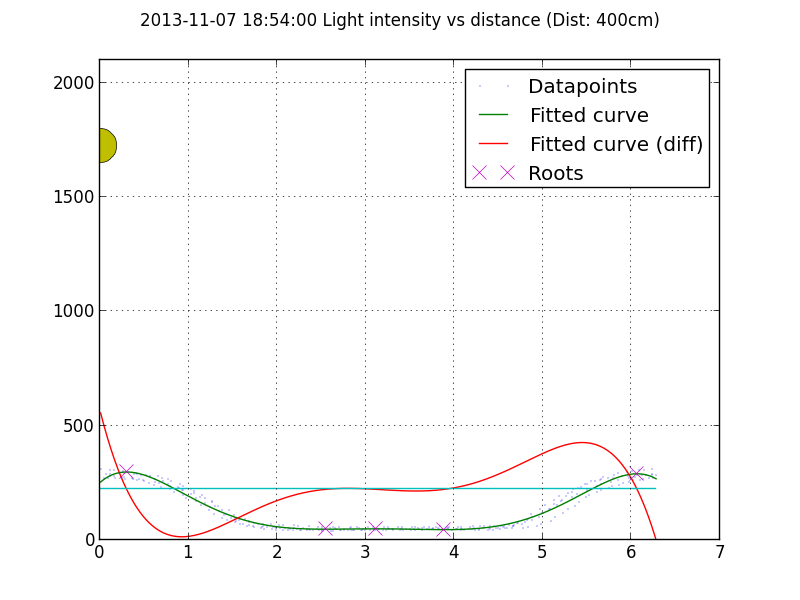 2013-11-07 18:54:00 Light intensity vs distance (Dist: 400cm)
2000
1500
1000
500
0
Datapoints
Fitted curve
Fitted curve (diff)
Roots
0 1 2 3 4 5 6 7